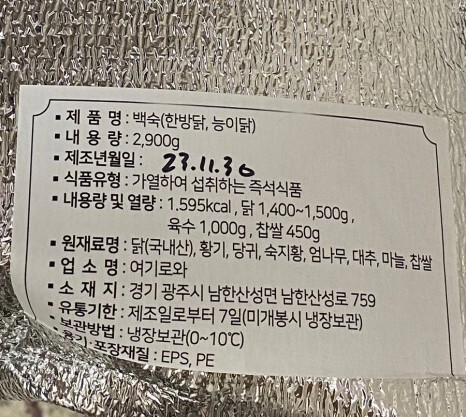 ▪ 제 품 명 : 백숙(한방닭, 능이닭)
▪ 내 용 량 : 2,900g
▪ 제조년월일 : 23.11.30
▪ 식품유형 : 가열하여 섭취하는 즉석식품
▪ 내용량 및 열량 : 1.595kcal , 닭 1,400~1,500g ,
육수 1,000g , 찹쌀 450g
▪ 원재료명 : 닭(국내산), 황기, 당귀, 숙지황, 엄나무, 대추, 마늘, 찹쌀
▪ 업 소 명 : 여기로와
▪ 소 재 지 : 경기 광주시 남한산성면 남한산성로 759
▪ 유통기한 : 제조일로부터 7일(미개봉시 냉장보관)
보관방법 : 냉장보관(0~10℃)
용기·포장재질 : EPS, PE